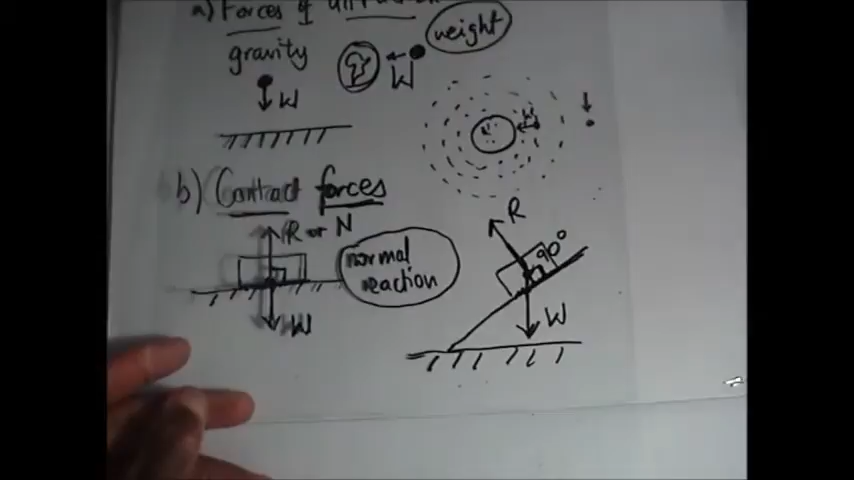 a) Forces of
weight
gravity
W
W
b) Contact forces
R or N
normal
reaction
W
R
90°
W